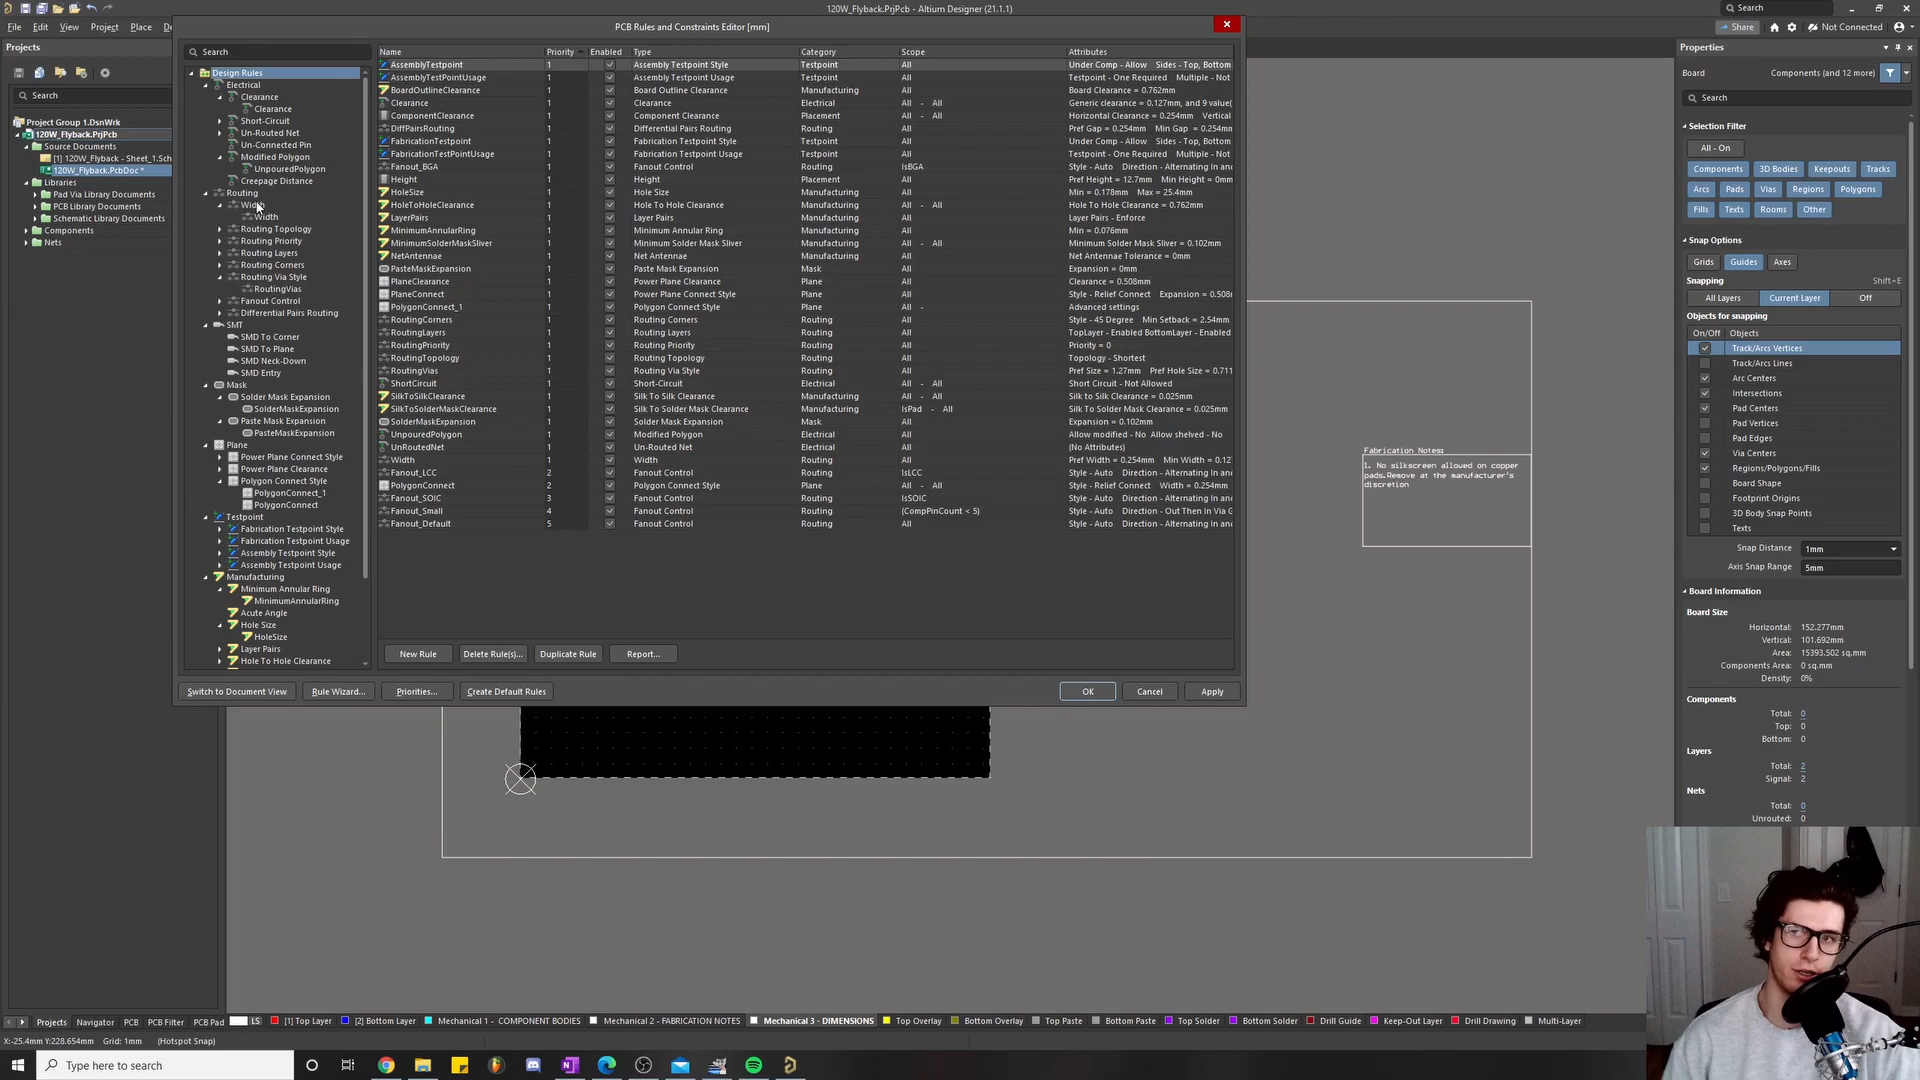 120W_Flyback.PrjPcb - Altium Designer (21.1.1)
Search
File Edit View Project Place De
Share Not Connected
PCB Rules and Constraints Editor [mm]
Projects
Search
Project Group 1.DsnWrk
120W_Flyback.PrjPcb
Source Documents
[1] 120W_Flyback - Sheet_1.Sch
120W_Flyback.PcbDoc *
Libraries
Pad Via Library Documents
PCB Library Documents
Schematic Library Documents
Components
Nets
Search
Design Rules
Electrical
Clearance
Clearance
Short-Circuit
Un-Routed Net
Un-Connected Pin
Modified Polygon
UnpouredPolygon
Creepage Distance
Routing
Width
Width
Routing Topology
Routing Priority
Routing Layers
Routing Corners
Routing Via Style
RoutingVias
Fanout Control
Differential Pairs Routing
SMT
SMD To Corner
SMD To Plane
SMD Neck-Down
SMD Entry
Mask
Solder Mask Expansion
SolderMaskExpansion
Paste Mask Expansion
PasteMaskExpansion
Plane
Power Plane Connect Style
Power Plane Clearance
Polygon Connect Style
PolygonConnect_1
PolygonConnect
Testpoint
Fabrication Testpoint Style
Fabrication Testpoint Usage
Assembly Testpoint Style
Assembly Testpoint Usage
Manufacturing
Minimum Annular Ring
MinimumAnnularRing
Acute Angle
Hole Size
HoleSize
Layer Pairs
Hole To Hole Clearance
Name Priority Enabled Type Category Scope Attributes
AssemblyTestpoint 1 Assembly Testpoint Style Testpoint All Under Comp - Allow Sides - Top, Bottom
AssemblyTestPointUsage 1 Assembly Testpoint Usage Testpoint All Testpoint - One Required Multiple - Not
BoardOutlineClearance 1 Board Outline Clearance Manufacturing All Board Clearance = 0.762mm
Clearance 1 Clearance Electrical All - All Generic clearance = 0.127mm, and 9 value(
ComponentClearance 1 Component Clearance Placement All - All Horizontal Clearance = 0.254mm Vertical
DiffPairsRouting 1 Differential Pairs Routing Routing All Pref Gap = 0.254mm Min Gap = 0.254m
FabricationTestpoint 1 Fabrication Testpoint Style Testpoint All Under Comp - Allow Sides - Top, Bottom
FabricationTestPointUsage 1 Fabrication Testpoint Usage Testpoint All Testpoint - One Required Multiple - Not
Fanout_BGA 1 Fanout Control Routing IsBGA Style - Auto Direction - Alternating In an
Height 1 Height Placement All Pref Height = 12.7mm Min Height = 0mm
HoleSize 1 Hole Size Manufacturing All Min = 0.178mm Max = 25.4mm
HoleToHoleClearance 1 Hole To Hole Clearance Manufacturing All - All Hole To Hole Clearance = 0.762mm
LayerPairs 1 Layer Pairs Manufacturing All Layer Pairs - Enforce
MinimumAnnularRing 1 Minimum Annular Ring Manufacturing All Min = 0.076mm
MinimumSolderMaskSliver 1 Minimum Solder Mask Sliver Manufacturing All - All Minimum Solder Mask Sliver = 0.102mm
NetAntennae 1 Net Antennae Manufacturing All Net Antennae Tolerance = 0mm
PasteMaskExpansion 1 Paste Mask Expansion Mask All Expansion = 0mm
PlaneClearance 1 Power Plane Clearance Plane All Clearance = 0.508mm
PlaneConnect 1 Power Plane Connect Style Plane All Style - Relief Connect Expansion = 0.508m
PolygonConnect_1 1 Polygon Connect Style Plane All - Advanced settings
RoutingCorners 1 Routing Corners Routing All Style - 45 Degree Min Setback = 2.54mm
RoutingLayers 1 Routing Layers Routing All TopLayer - Enabled BottomLayer - Enabled
RoutingPriority 1 Routing Priority Routing All Priority = 0
RoutingTopology 1 Routing Topology Routing All Topology - Shortest
RoutingVias 1 Routing Via Style Routing All Pref Size = 1.27mm Pref Hole Size = 0.711
ShortCircuit 1 Short-Circuit Electrical All - All Short Circuit - Not Allowed
SilkToSilkClearance 1 Silk To Silk Clearance Manufacturing All - All Silk to Silk Clearance = 0.025mm
SilkToSolderMaskClearance 1 Silk To Solder Mask Clearance Manufacturing IsPad - All Silk To Solder Mask Clearance = 0.025mm
SolderMaskExpansion 1 Solder Mask Expansion Mask All Expansion = 0.102mm
UnpouredPolygon 1 Modified Polygon Electrical All Allow modified - No Allow shelved - No
UnRoutedNet 1 Un-Routed Net Electrical All (No Attributes)
Width 1 Width Routing All Pref Width = 0.254mm Min Width = 0.12
Fanout_LCC 2 Fanout Control Routing IsLCC Style - Auto Direction - Alternating In an
PolygonConnect 2 Polygon Connect Style Plane All - All Style - Relief Connect Width = 0.254mm
Fanout_SOIC 3 Fanout Control Routing IsSOIC Style - Auto Direction - Alternating In an
Fanout_Small 4 Fanout Control Routing (CompPinCount < 5) Style - Auto Direction - Out Then In Via G
Fanout_Default 5 Fanout Control Routing All Style - Auto Direction - Alternating In an
New Rule Delete Rule(s)... Duplicate Rule Report...
Switch to Document View Rule Wizard... Priorities... Create Default Rules OK Cancel Apply
Fabrication Notes:
1. No silkscreen allowed on copper
pads.Remove at the manufacturer's
discretion
Properties
Board Components (and 12 more)
Search
Selection Filter
All - On
Components 3D Bodies Keepouts Tracks
Arcs Pads Vias Regions Polygons
Fills Texts Rooms Other
Snap Options
Grids Guides Axes
Snapping Shift+E
All Layers Current Layer Off
Objects for snapping
On/Off Objects
Track/Arcs Vertices
Track/Arcs Lines
Arc Centers
Intersections
Pad Centers
Pad Vertices
Pad Edges
Via Centers
Regions/Polygons/Fills
Board Shape
Footprint Origins
3D Body Snap Points
Texts
Snap Distance 1mm
Axis Snap Range 5mm
Board Information
Board Size
Horizontal: 152.277mm
Vertical: 101.692mm
Area: 15393.502 sq.mm
Components Area: 0 sq.mm
Density: 0%
Components
Total: 0
Top: 0
Bottom: 0
Layers
Total: 2
Signal: 2
Nets
Total: 0
Unrouted: 0
Projects Navigator PCB PCB Filter PCB Pad LS [1] Top Layer [2] Bottom Layer Mechanical 1 - COMPONENT BODIES Mechanical 2 - FABRICATION NOTES Mechanical 3 - DIMENSIONS Top Overlay Bottom Overlay Top Paste Bottom Paste Top Solder Bottom Solder Drill Guide Keep-Out Layer Drill Drawing Multi-Layer
X:-25.4mm Y:228.654mm Grid: 1mm (Hotspot Snap)
Type here to search